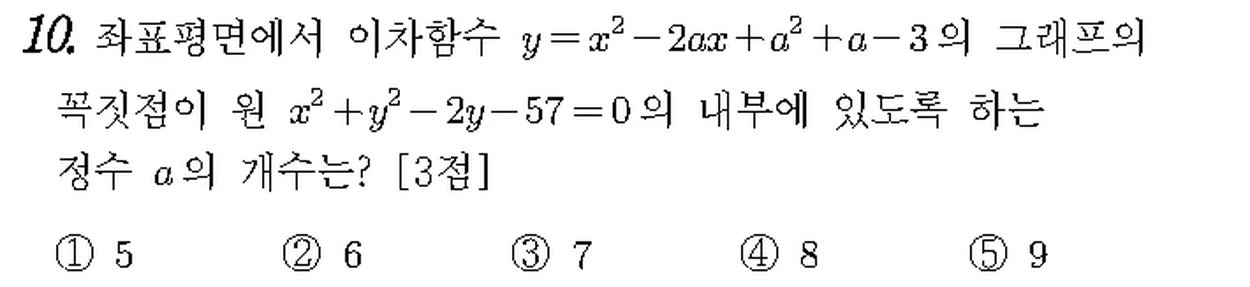 10. 좌표평면에서 이차함수 y=x²-2ax+a²+a-3의 그래프의
꼭짓점이 원 x²+y²-2y-57=0의 내부에 있도록 하는
정수 a의 개수는? [3점]
① 5 ② 6 ③ 7 ④ 8 ⑤ 9